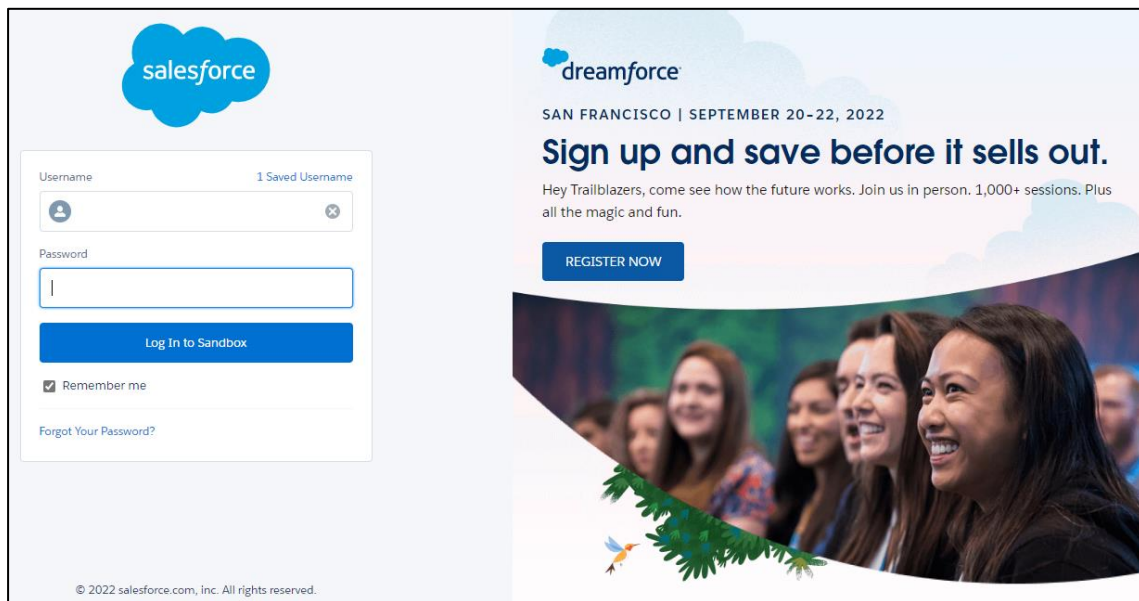 salesforce
Username
1 Saved Username
Password
Log In to Sandbox
Remember me
Forgot Your Password?
© 2022 salesforce.com, inc. All rights reserved.
dreamforce
SAN FRANCISCO | SEPTEMBER 20-22, 2022
Sign up and save before it sells out.
Hey Trailblazers, come see how the future works. Join us in person. 1,000+ sessions. Plus
all the magic and fun.
REGISTER NOW